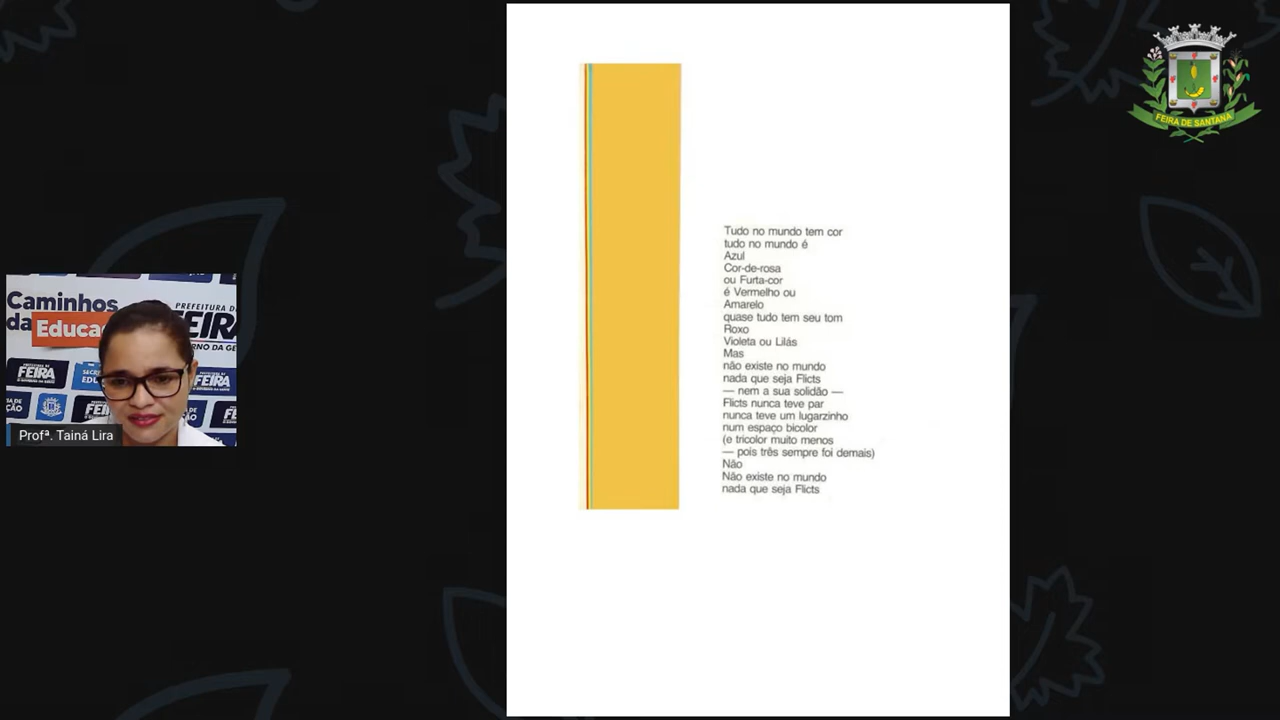 FEIRA DE SANTANA
Tudo no mundo tem cor
tudo no mundo é
Azul
Cor-de-rosa
ou Furta-cor
é Vermelho ou
Amarelo
quase tudo tem seu tom
Roxo
Violeta ou Lilás
Mas
não existe no mundo
nada que seja Flicts
— nem a sua solidão —
Flicts nunca teve par
nunca teve um lugarzinho
num espaço bicolor
(e tricolor muito menos
— pois três sempre foi demais)
Não
Não existe no mundo
nada que seja Flicts
Caminhos
da
Educa
PREFEITURA D
FEIRA
PREFEITURA DE
FEIRA
FEIRA
Profª. Tainá Lira